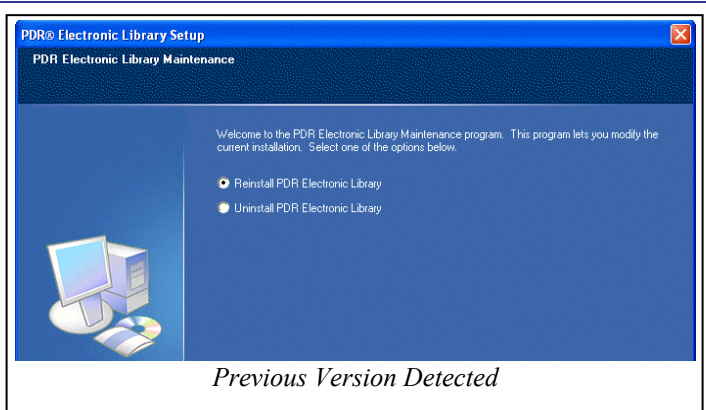 PDR® Electronic Library Setup
PDR Electronic Library Maintenance
Welcome to the PDR Electronic Library Maintenance program. This program lets you modify the
current installation. Select one of the options below.
Reinstall PDR Electronic Library
Uninstall PDR Electronic Library
Previous Version Detected